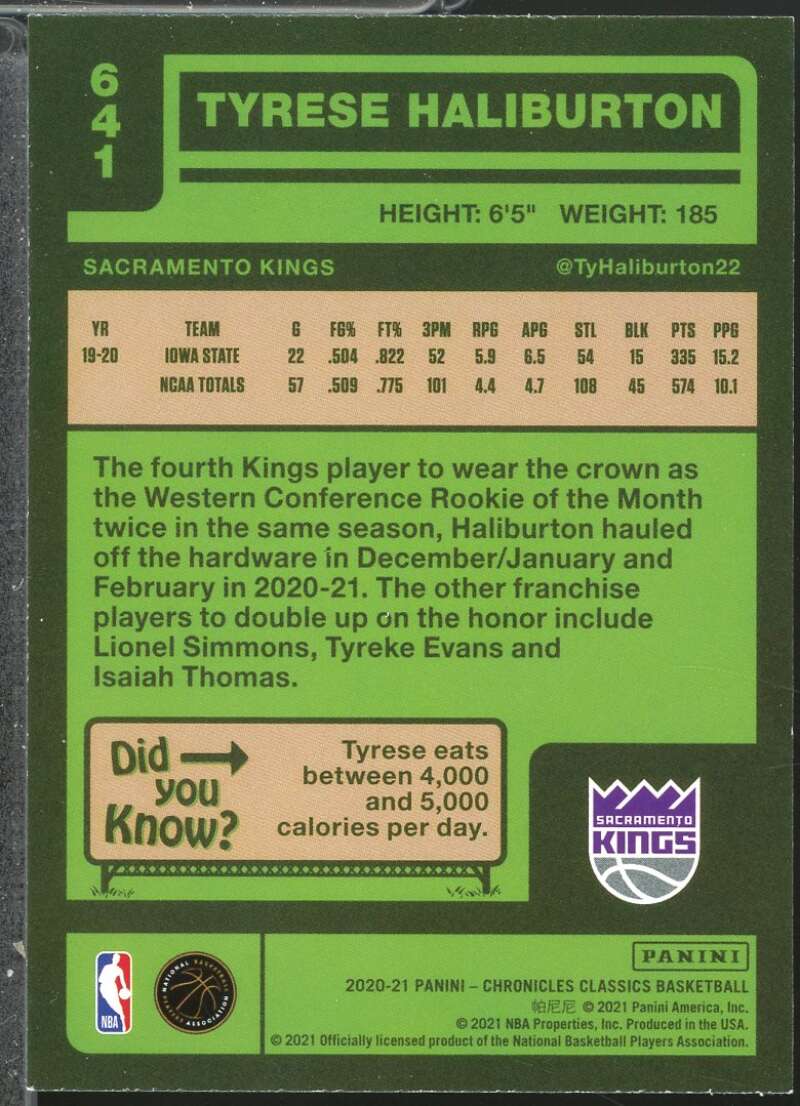 641
TYRESE HALIBURTON
HEIGHT: 6'5" WEIGHT: 185
SACRAMENTO KINGS @TyHaliburton22
YR TEAM G FG% FT% 3PM RPG APG STL BLK PTS PPG
19-20 IOWA STATE 22 .504 .822 52 5.9 6.5 54 15 335 15.2
NCAA TOTALS 57 .509 .775 101 4.4 4.7 108 45 574 10.1
The fourth Kings player to wear the crown as
the Western Conference Rookie of the Month
twice in the same season, Haliburton hauled
off the hardware in December/January and
February in 2020-21. The other franchise
players to double up on the honor include
Lionel Simmons, Tyreke Evans and
Isaiah Thomas.
Did
you
Know?
Tyrese eats
between 4,000
and 5,000
calories per day.
SACRAMENTO
KINGS
NBA
NATIONAL BASKETBALL PLAYERS ASSOCIATION
PANINI
2020-21 PANINI – CHRONICLES CLASSICS BASKETBALL
帕尼尼 © 2021 Panini America, Inc.
© 2021 NBA Properties, Inc. Produced in the USA.
© 2021 Officially licensed product of the National Basketball Players Association.